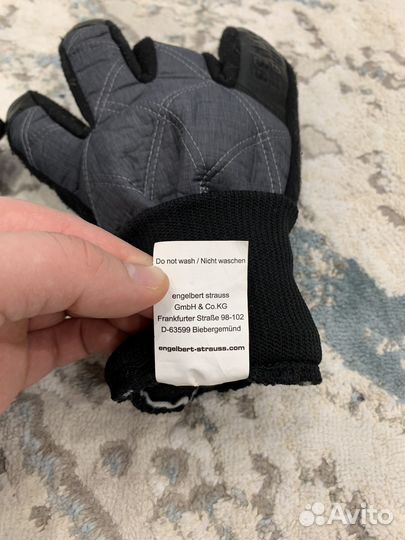 Do not wash / Nicht waschen
engelbert strauss
GmbH & Co.KG
Frankfurter Straße 98-102
D-63599 Biebergemünd
engelbert-strauss.com
Avito